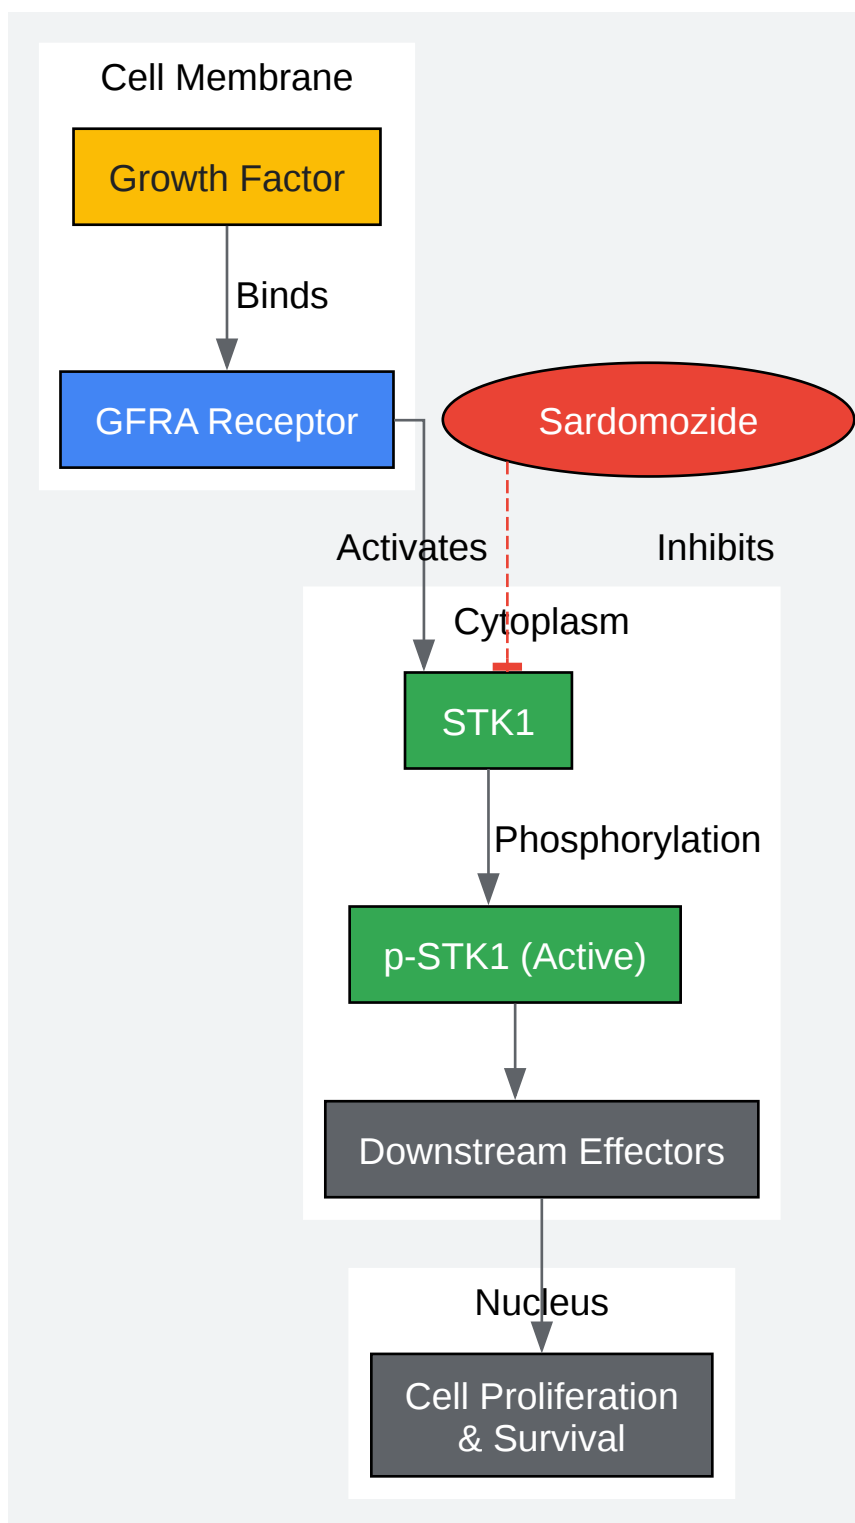 Cell Membrane
Growth Factor
Binds
GFRA Receptor
Sardomozide
Activates
Inhibits
Cytoplasm
STK1
Phosphorylation
p-STK1 (Active)
Downstream Effectors
Nucleus
Cell Proliferation
& Survival